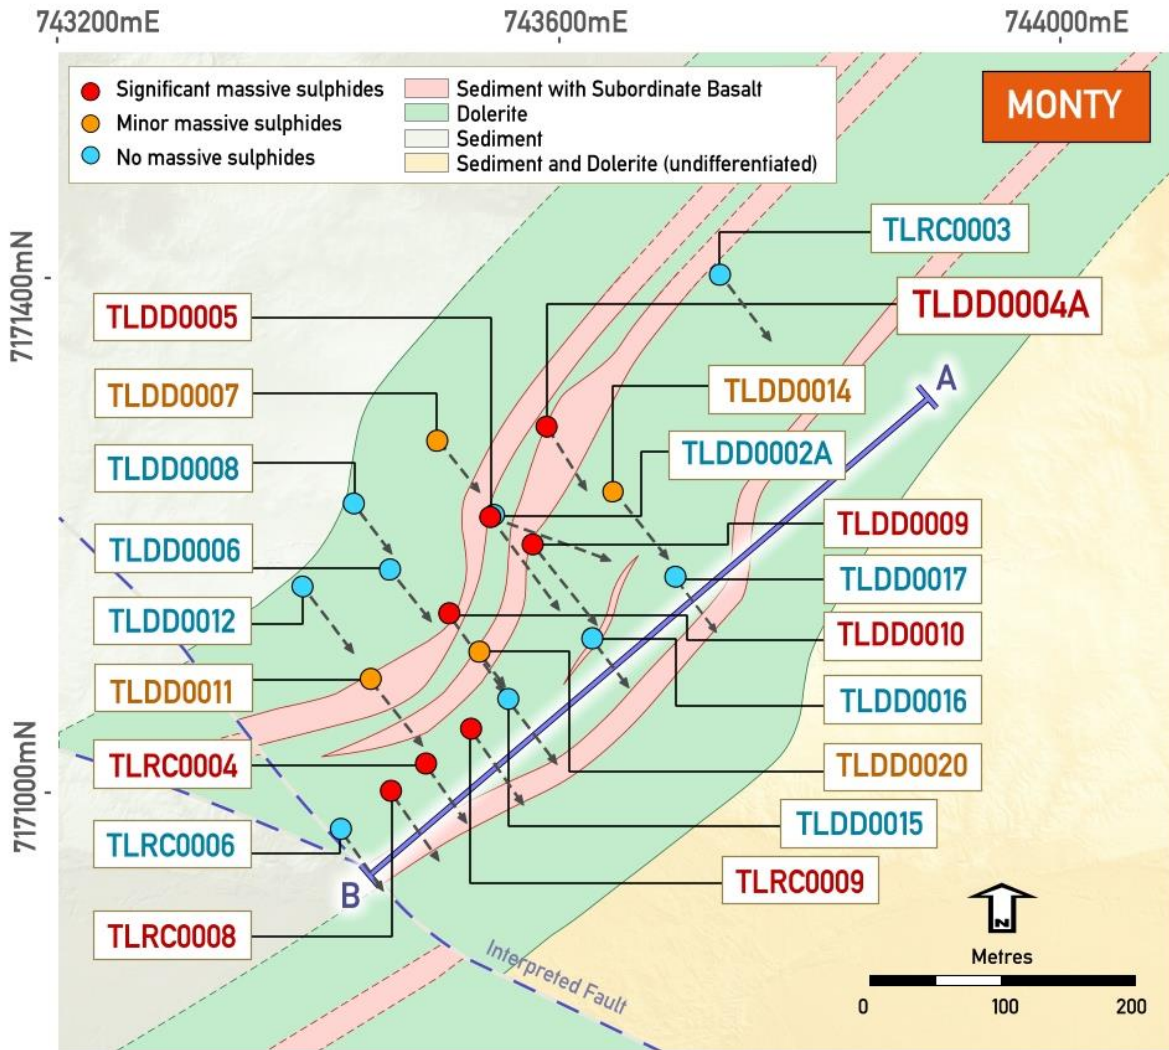 743200mE
743600mE
744000mE
Significant massive sulphides
Minor massive sulphides
No massive sulphides
Sediment with Subordinate Basalt
Dolerite
Sediment
Sediment and Dolerite (undifferentiated)
MONTY
7171400mN
7171000mN
TLRC0003
TLDD0004A
TLDD0005
TLDD0007
TLDD0014
A
TLDD0008
TLDD0002A
TLDD0006
TLDD0009
TLDD0017
TLDD0012
TLDD0010
TLDD0011
TLDD0016
TLRC0004
TLDD0020
TLRC0006
TLDD0015
B
TLRC0009
TLRC0008
Interpreted Fault
N
Metres
0
100
200